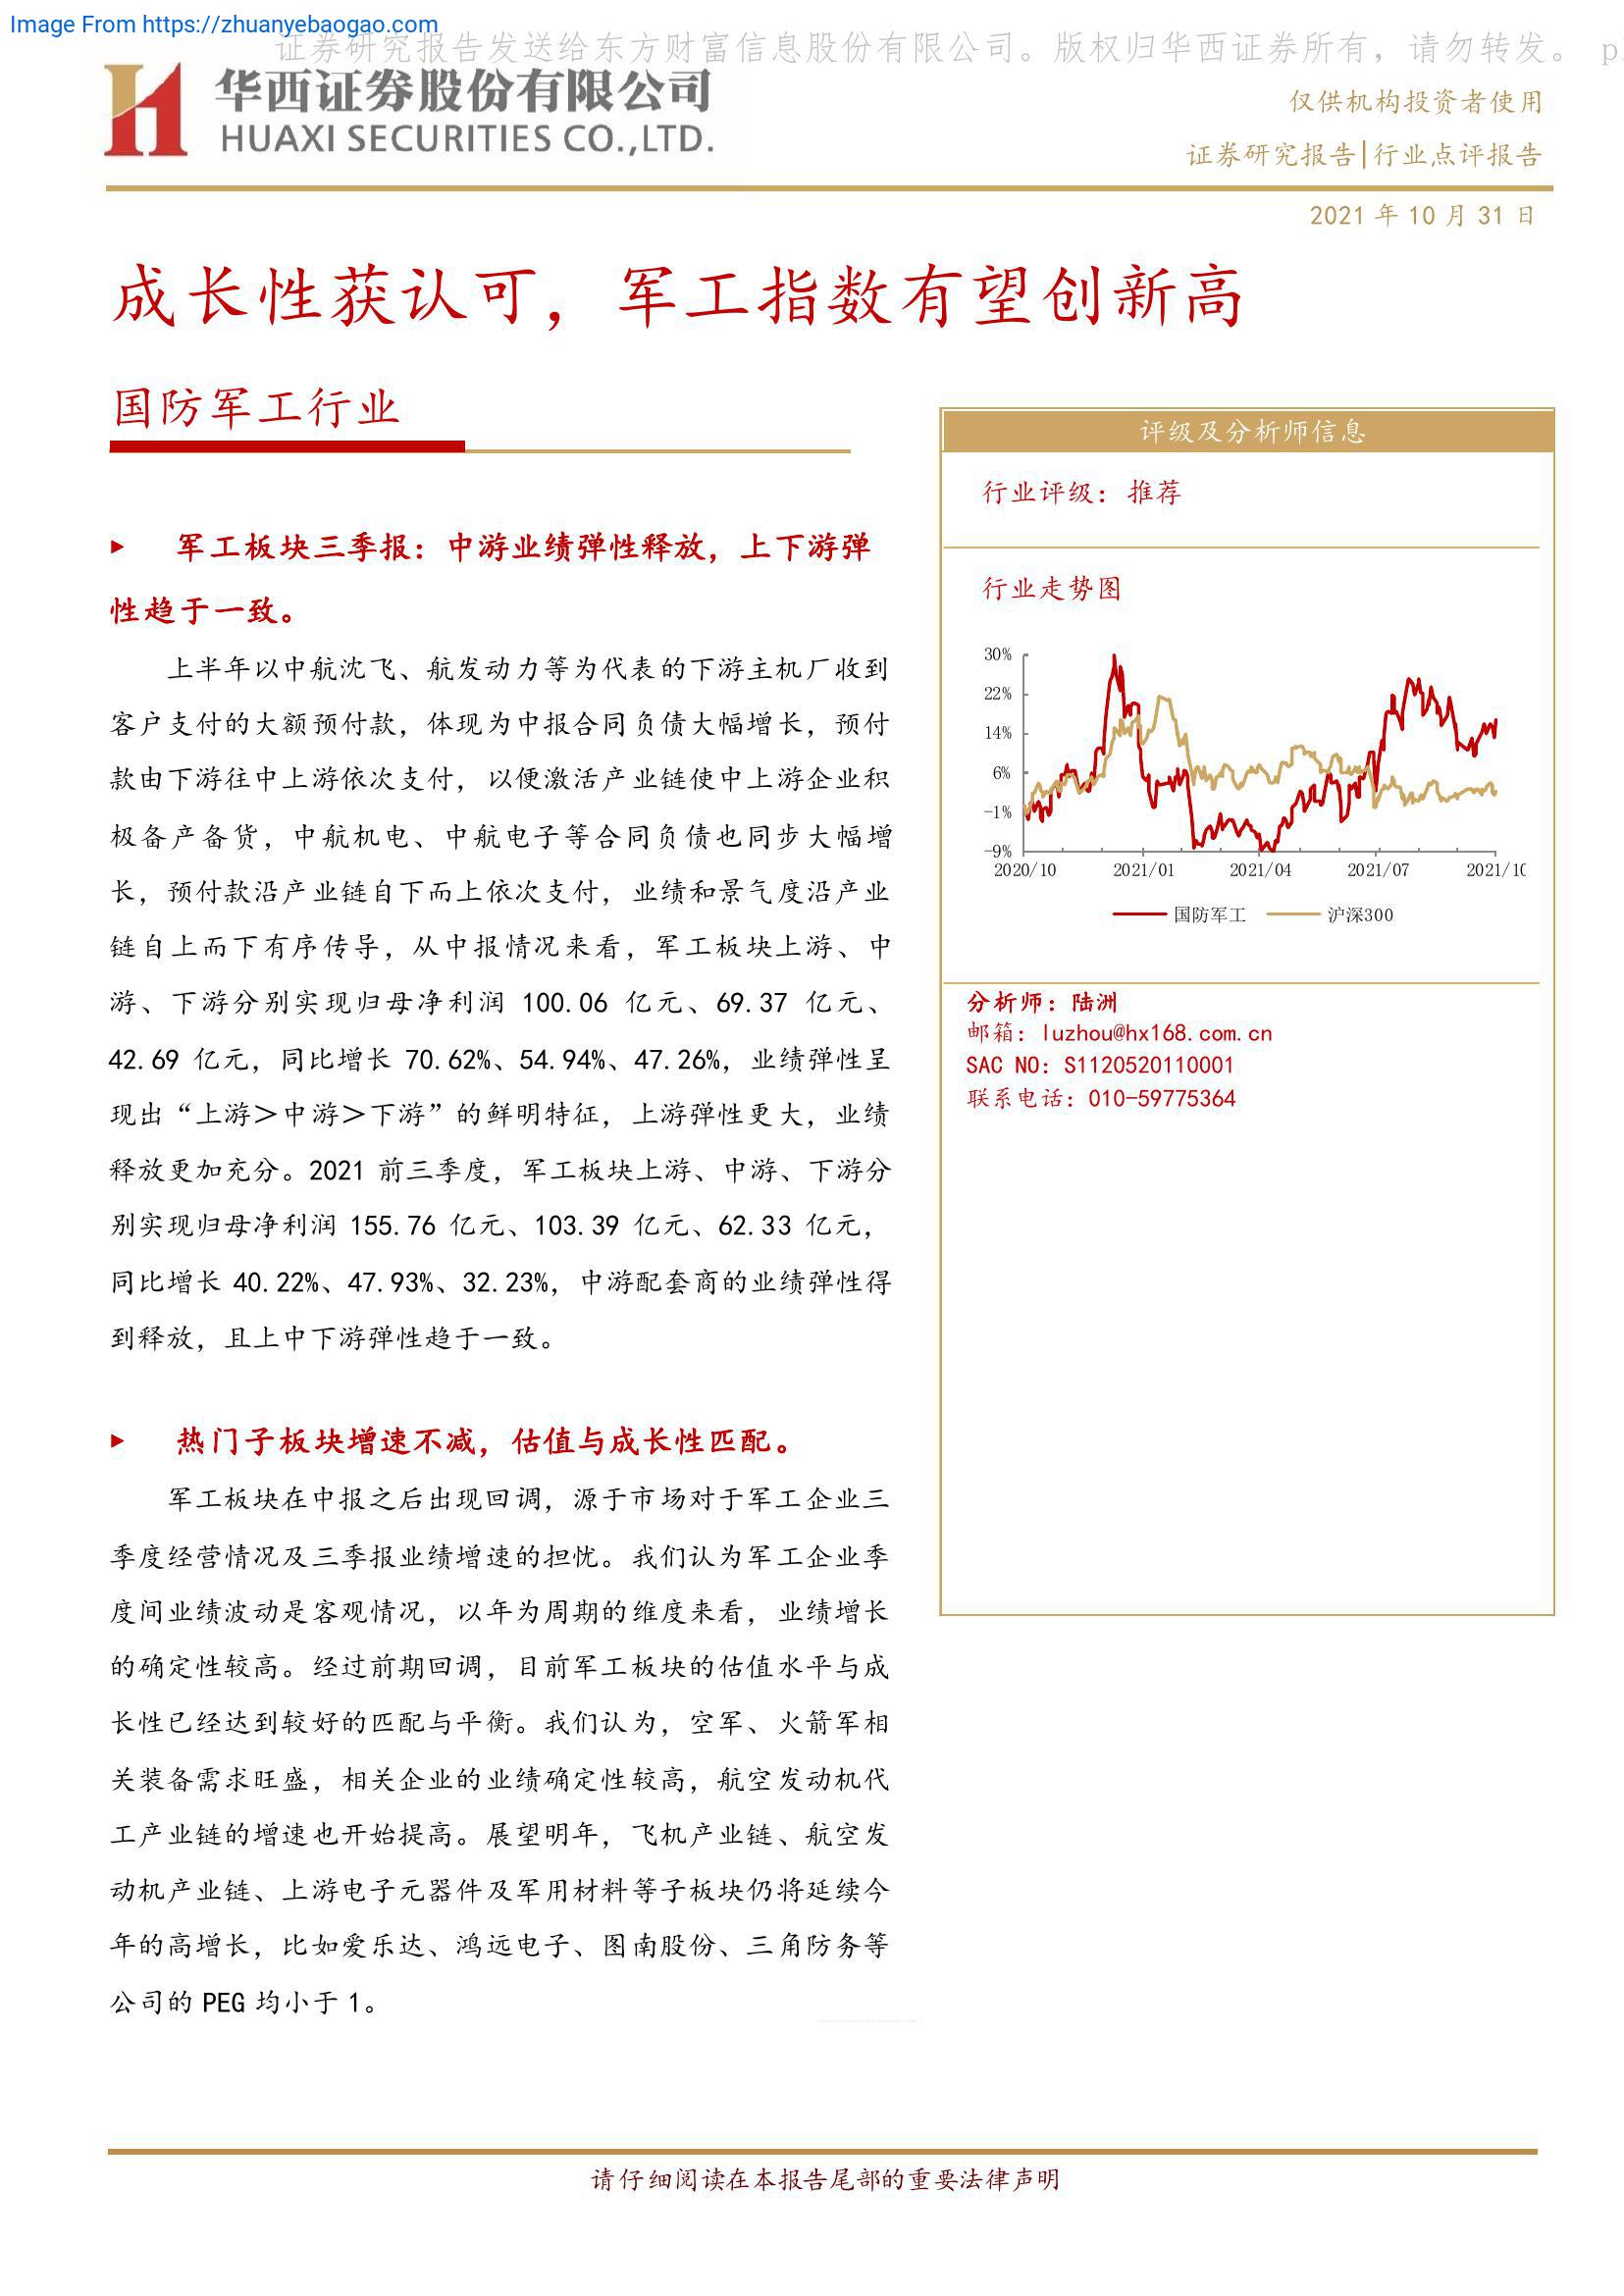 Image From https://zhuanyebaogao.com
证券研究报告发送给东方财富信息股份有限公司。版权归华西证券所有，请勿转发。 p
华西证券股份有限公司
HUAXI SECURITIES CO.,LTD.
仅供机构投资者使用
证券研究报告|行业点评报告
2021 年 10 月 31 日
成长性获认可，军工指数有望创新高
国防军工行业
▶ 军工板块三季报：中游业绩弹性释放，上下游弹
性趋于一致。
上半年以中航沈飞、航发动力等为代表的下游主机厂收到
客户支付的大额预付款，体现为中报合同负债大幅增长，预付
款由下游往中上游依次支付，以便激活产业链使中上游企业积
极备产备货，中航机电、中航电子等合同负债也同步大幅增
长，预付款沿产业链自下而上依次支付，业绩和景气度沿产业
链自上而下有序传导，从中报情况来看，军工板块上游、中
游、下游分别实现归母净利润 100.06 亿元、69.37 亿元、
42.69 亿元，同比增长 70.62%、54.94%、47.26%，业绩弹性呈
现出“上游＞中游＞下游”的鲜明特征，上游弹性更大，业绩
释放更加充分。2021 前三季度，军工板块上游、中游、下游分
别实现归母净利润 155.76 亿元、103.39 亿元、62.33 亿元，
同比增长 40.22%、47.93%、32.23%，中游配套商的业绩弹性得
到释放，且上中下游弹性趋于一致。
▶ 热门子板块增速不减，估值与成长性匹配。
军工板块在中报之后出现回调，源于市场对于军工企业三
季度经营情况及三季报业绩增速的担忧。我们认为军工企业季
度间业绩波动是客观情况，以年为周期的维度来看，业绩增长
的确定性较高。经过前期回调，目前军工板块的估值水平与成
长性已经达到较好的匹配与平衡。我们认为，空军、火箭军相
关装备需求旺盛，相关企业的业绩确定性较高，航空发动机代
工产业链的增速也开始提高。展望明年，飞机产业链、航空发
动机产业链、上游电子元器件及军用材料等子板块仍将延续今
年的高增长，比如爱乐达、鸿远电子、图南股份、三角防务等
公司的 PEG 均小于 1。
评级及分析师信息
行业评级：推荐
行业走势图
30%
22%
14%
6%
-1%
-9%
2020/10 2021/01 2021/04 2021/07 2021/10
国防军工 沪深300
分析师：陆洲
邮箱：luzhou@hx168.com.cn
SAC NO：S1120520110001
联系电话：010-59775364
请仔细阅读在本报告尾部的重要法律声明